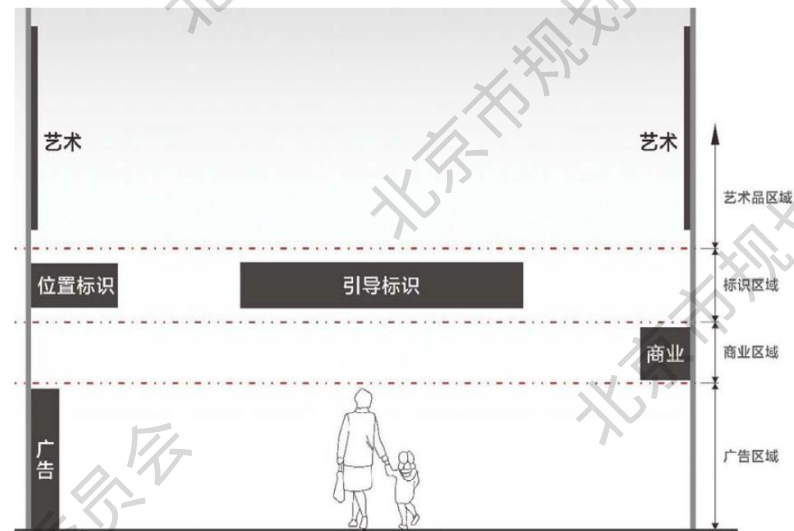 艺术
艺术
艺术品区域
位置标识
引导标识
标识区域
商业
商业区域
广告
广告区域
北京市规划
北京市规划
委员会